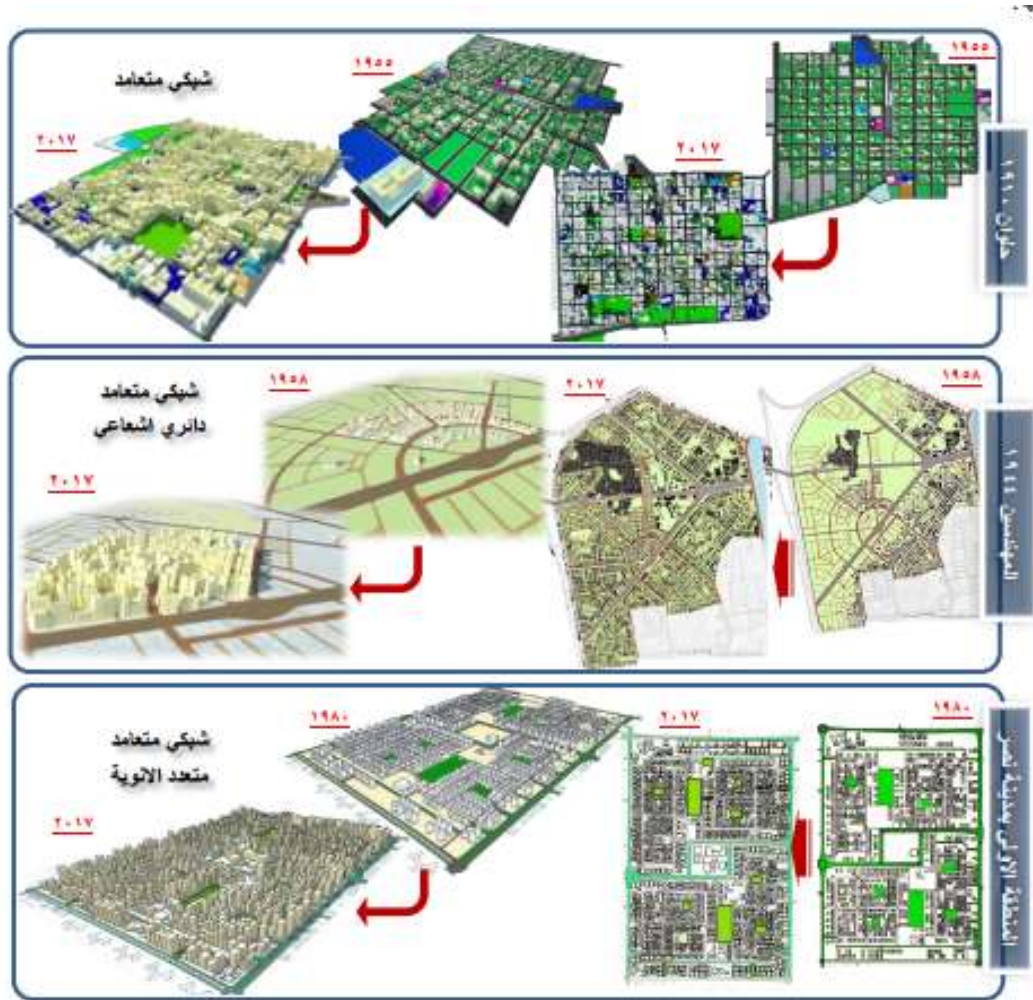 ١٩٥٥
١٩٥٥
شبكي متعامد
٢٠١٧
٢٠١٧
حلوان ١٩١٠
١٩٥٨
٢٠١٧
١٩٥٨
شبكي متعامد
دائري اشعاعي
٢٠١٧
المهندسين ١٩٤٤
١٩٨٠
٢٠١٧
١٩٨٠
شبكي متعامد
متعدد الانوية
٢٠١٧
المنطقة الاولى بمدينة نصر